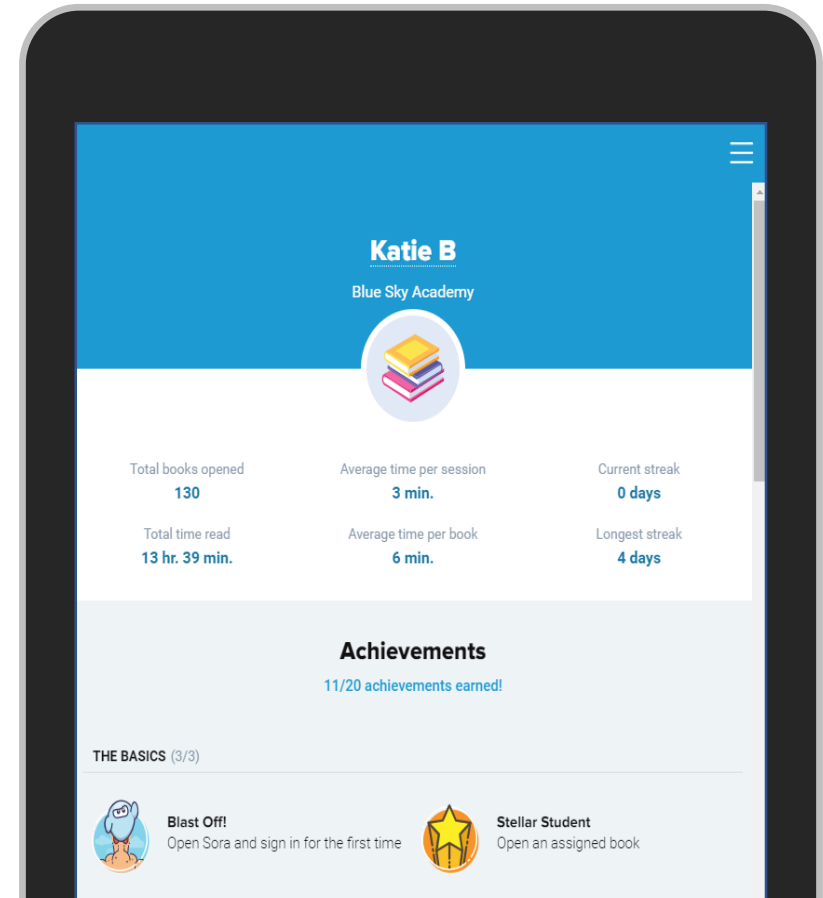 Katie B
Blue Sky Academy
Total books opened
130
Average time per session
3 min.
Current streak
0 days
Total time read
13 hr. 39 min.
Average time per book
6 min.
Longest streak
4 days
Achievements
11/20 achievements earned!
THE BASICS (3/3)
Blast Off!
Open Sora and sign in for the first time
Stellar Student
Open an assigned book